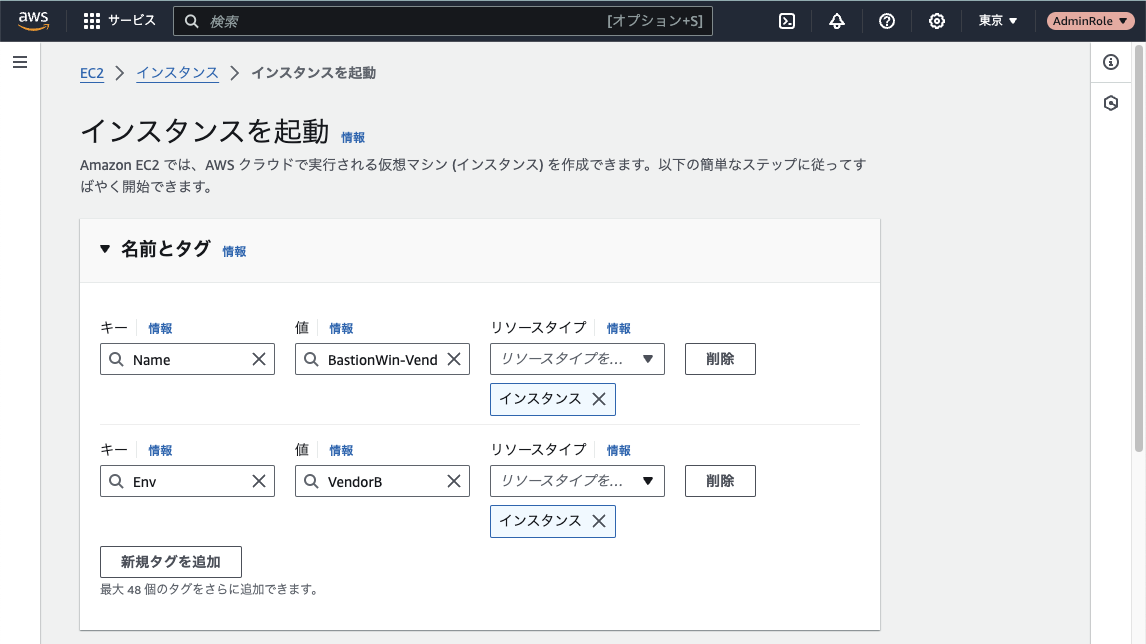 aws サービス 検索 [オプション+S] 東京 AdminRole
EC2 インスタンス インスタンスを起動
インスタンスを起動 情報
Amazon EC2 では、AWS クラウドで実行される仮想マシン (インスタンス) を作成できます。以下の簡単なステップに従ってす
ばやく開始できます。
名前とタグ 情報
キー 情報 値 情報 リソースタイプ 情報
Name BastionWin-Vend リソースタイプを... 削除
インスタンス
キー 情報 値 情報 リソースタイプ 情報
Env VendorB リソースタイプを... 削除
インスタンス
新規タグを追加
最大 48 個のタグをさらに追加できます。